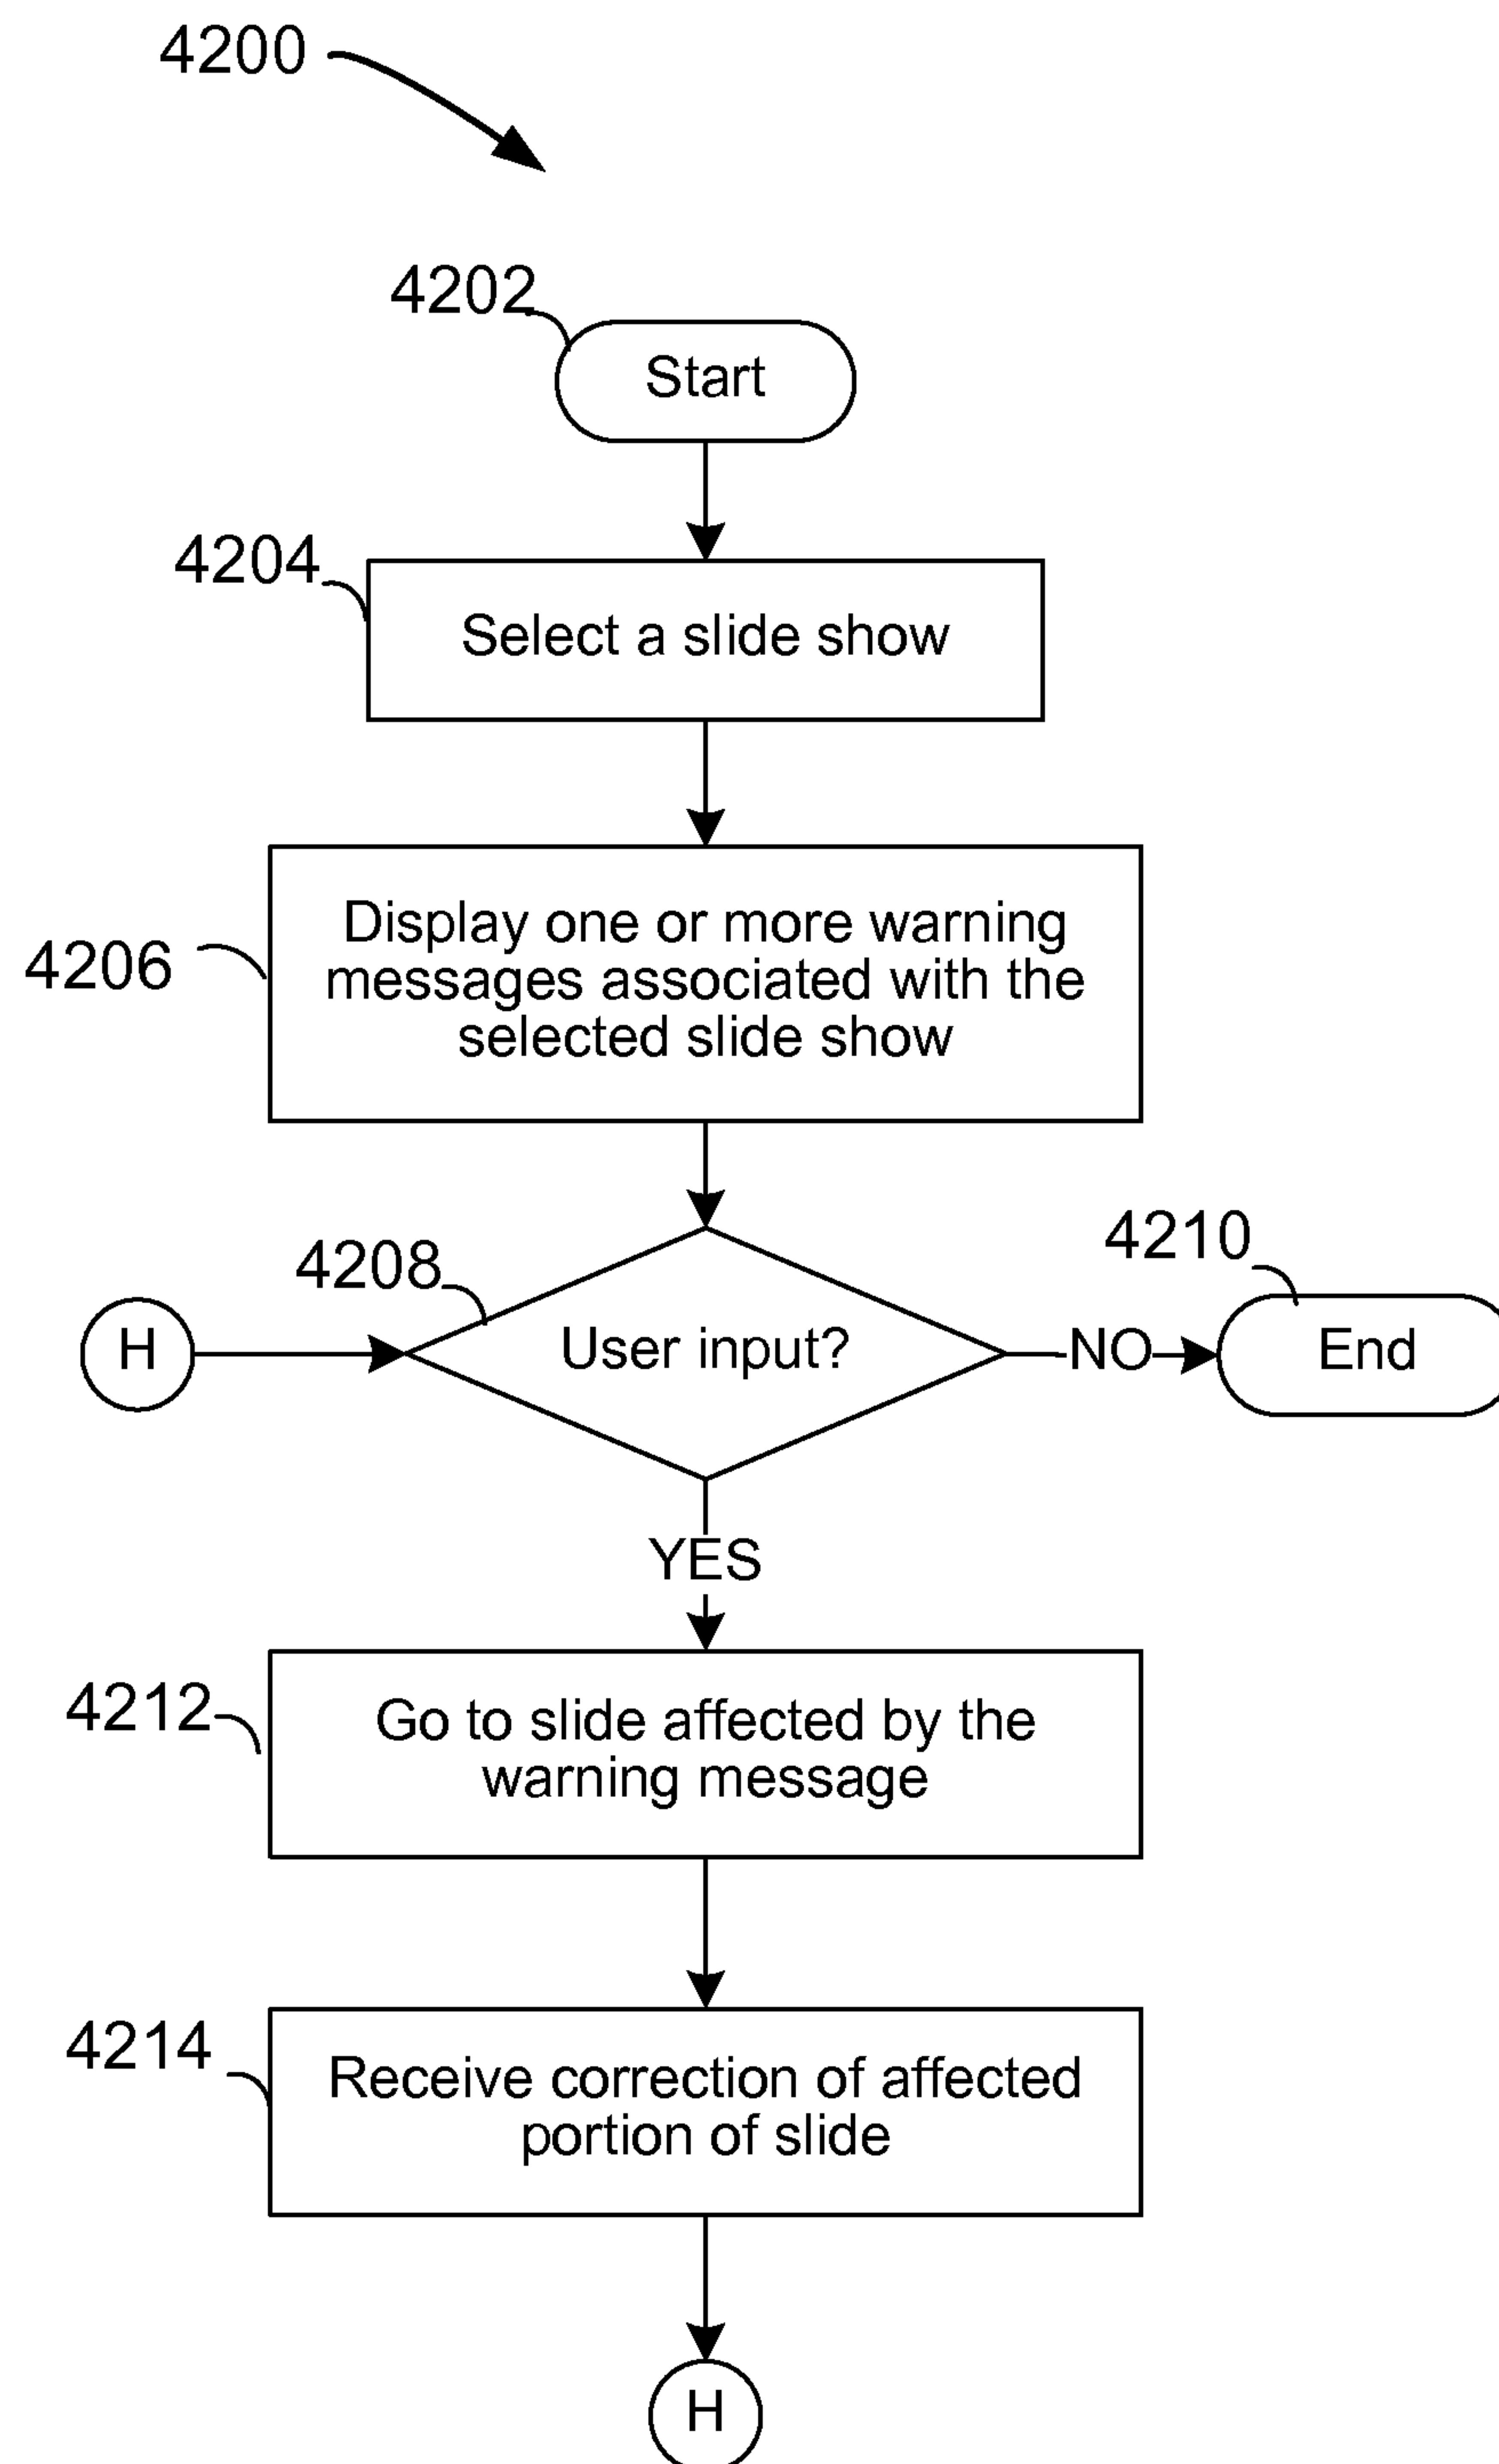 4200
4202
Start
4204
Select a slide show
4206
Display one or more warning
messages associated with the
selected slide show
4208
4210
H
User input?
NO
End
YES
4212
Go to slide affected by the
warning message
4214
Receive correction of affected
portion of slide
H